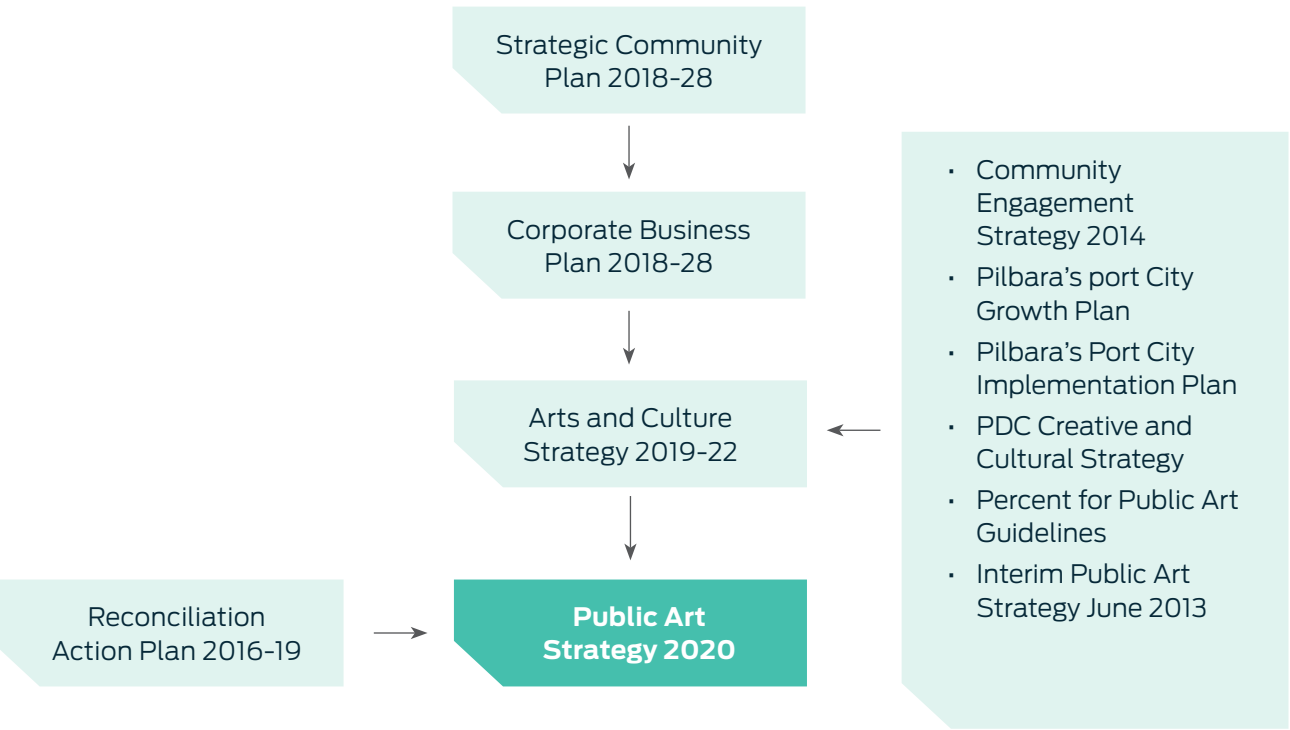 Strategic Community
Plan 2018-28
Corporate Business
Plan 2018-28
Arts and Culture
Strategy 2019-22
Reconciliation
Action Plan 2016-19
Public Art
Strategy 2020
· Community
Engagement
Strategy 2014
· Pilbara’s port City
Growth Plan
· Pilbara’s Port City
Implementation Plan
· PDC Creative and
Cultural Strategy
· Percent for Public Art
Guidelines
· Interim Public Art
Strategy June 2013